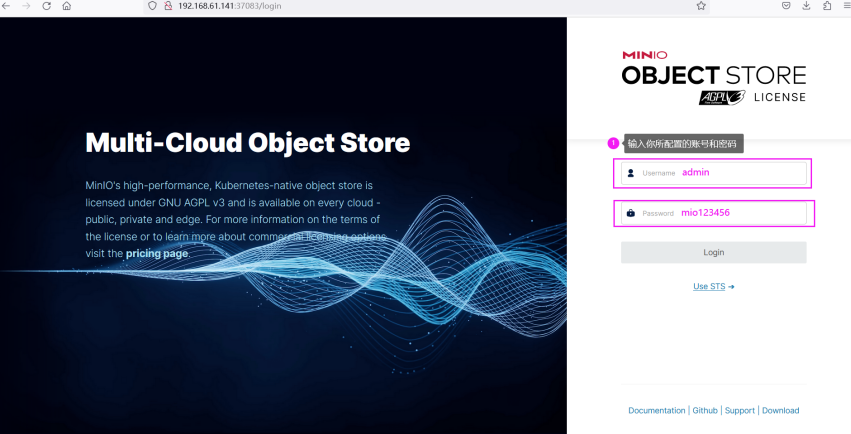 192.168.61.141:37083/login
Multi-Cloud Object Store
MinIO's high-performance, Kubernetes-native object store is
licensed under GNU AGPL v3 and is available on every cloud -
public, private and edge. For more information on the terms of
the license or to learn more about commercial licensing options
visit the pricing page.
MINIO
OBJECT STORE
AGPLv3 LICENSE
1 输入你所配置的账号和密码
Username admin
Password mio123456
Login
Use STS ➔
Documentation | Github | Support | Download